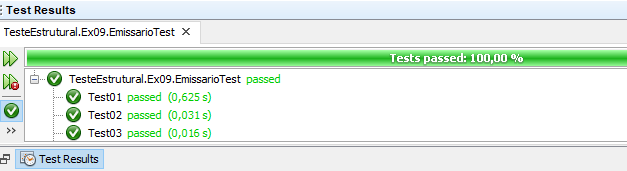 Test Results
TesteEstrutural.Ex09.EmissarioTest ×
Tests passed: 100,00 %
TesteEstrutural.Ex09.EmissarioTest passed
Test01 passed (0,625 s)
Test02 passed (0,031 s)
Test03 passed (0,016 s)
>>
Test Results